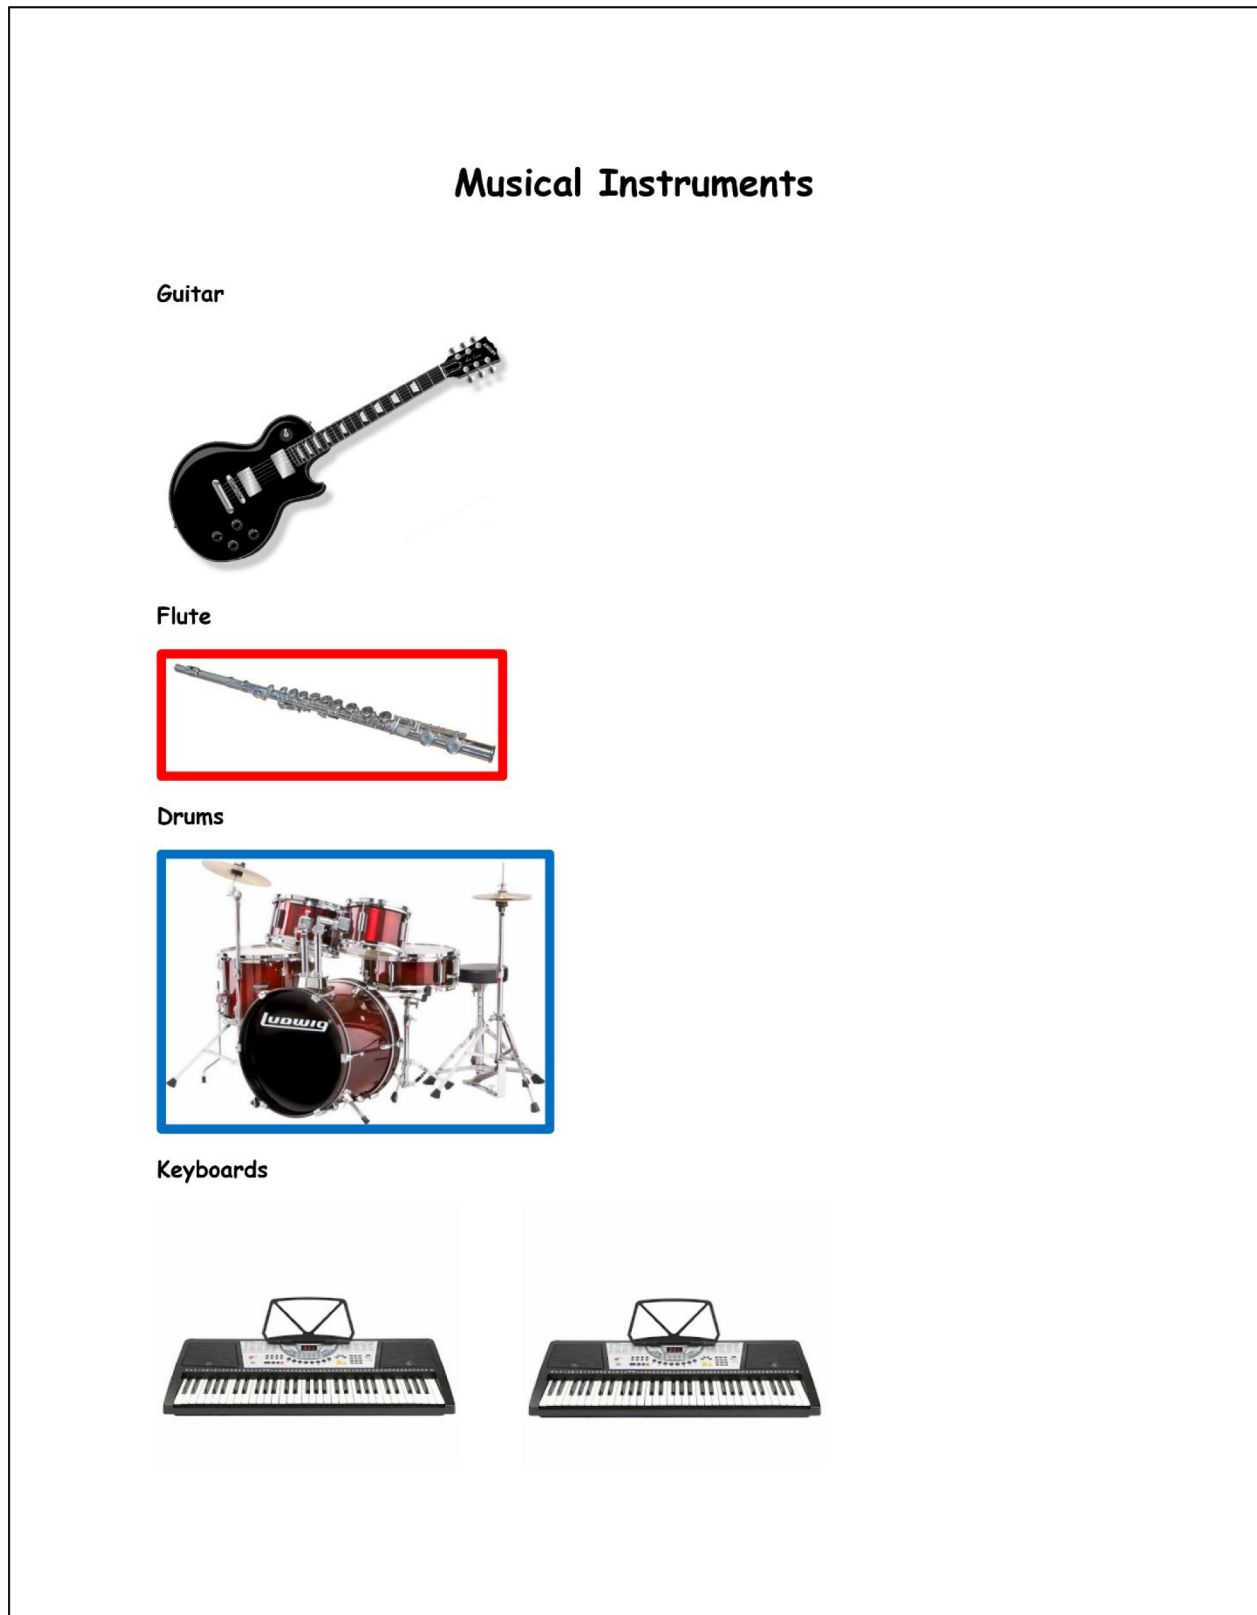 Musical Instruments
Guitar
Flute
Drums
Ludwig
Keyboards